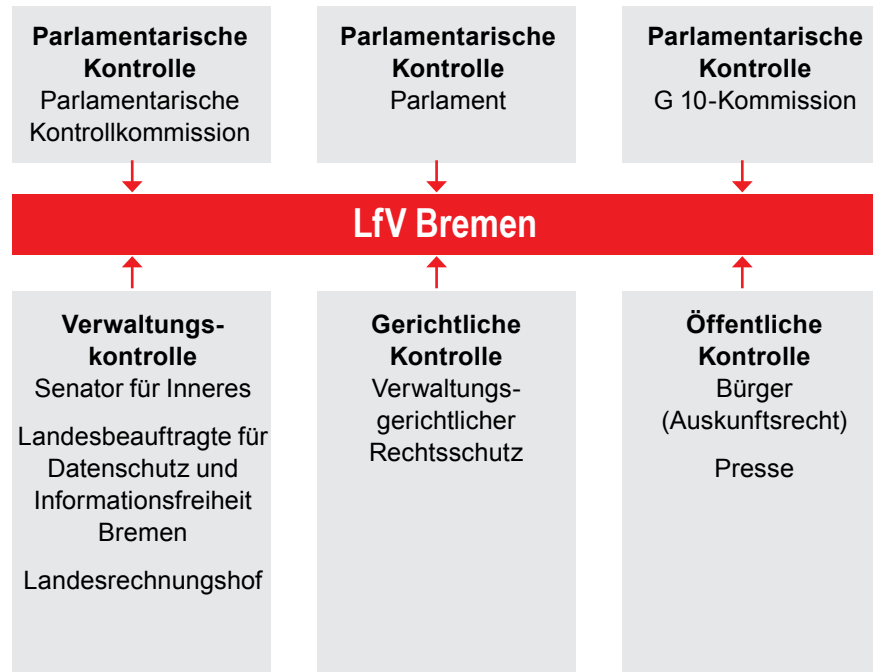 Parlamentarische
Kontrolle
Parlamentarische
Kontrollkommission
Parlamentarische
Kontrolle
Parlament
Parlamentarische
Kontrolle
G 10-Kommission
LfV Bremen
Verwaltungs-
kontrolle
Senator für Inneres
Landesbeauftragte für
Datenschutz und
Informationsfreiheit
Bremen
Landesrechnungshof
Gerichtliche
Kontrolle
Verwaltungs-
gerichtlicher
Rechtsschutz
Öffentliche
Kontrolle
Bürger
(Auskunftsrecht)
Presse